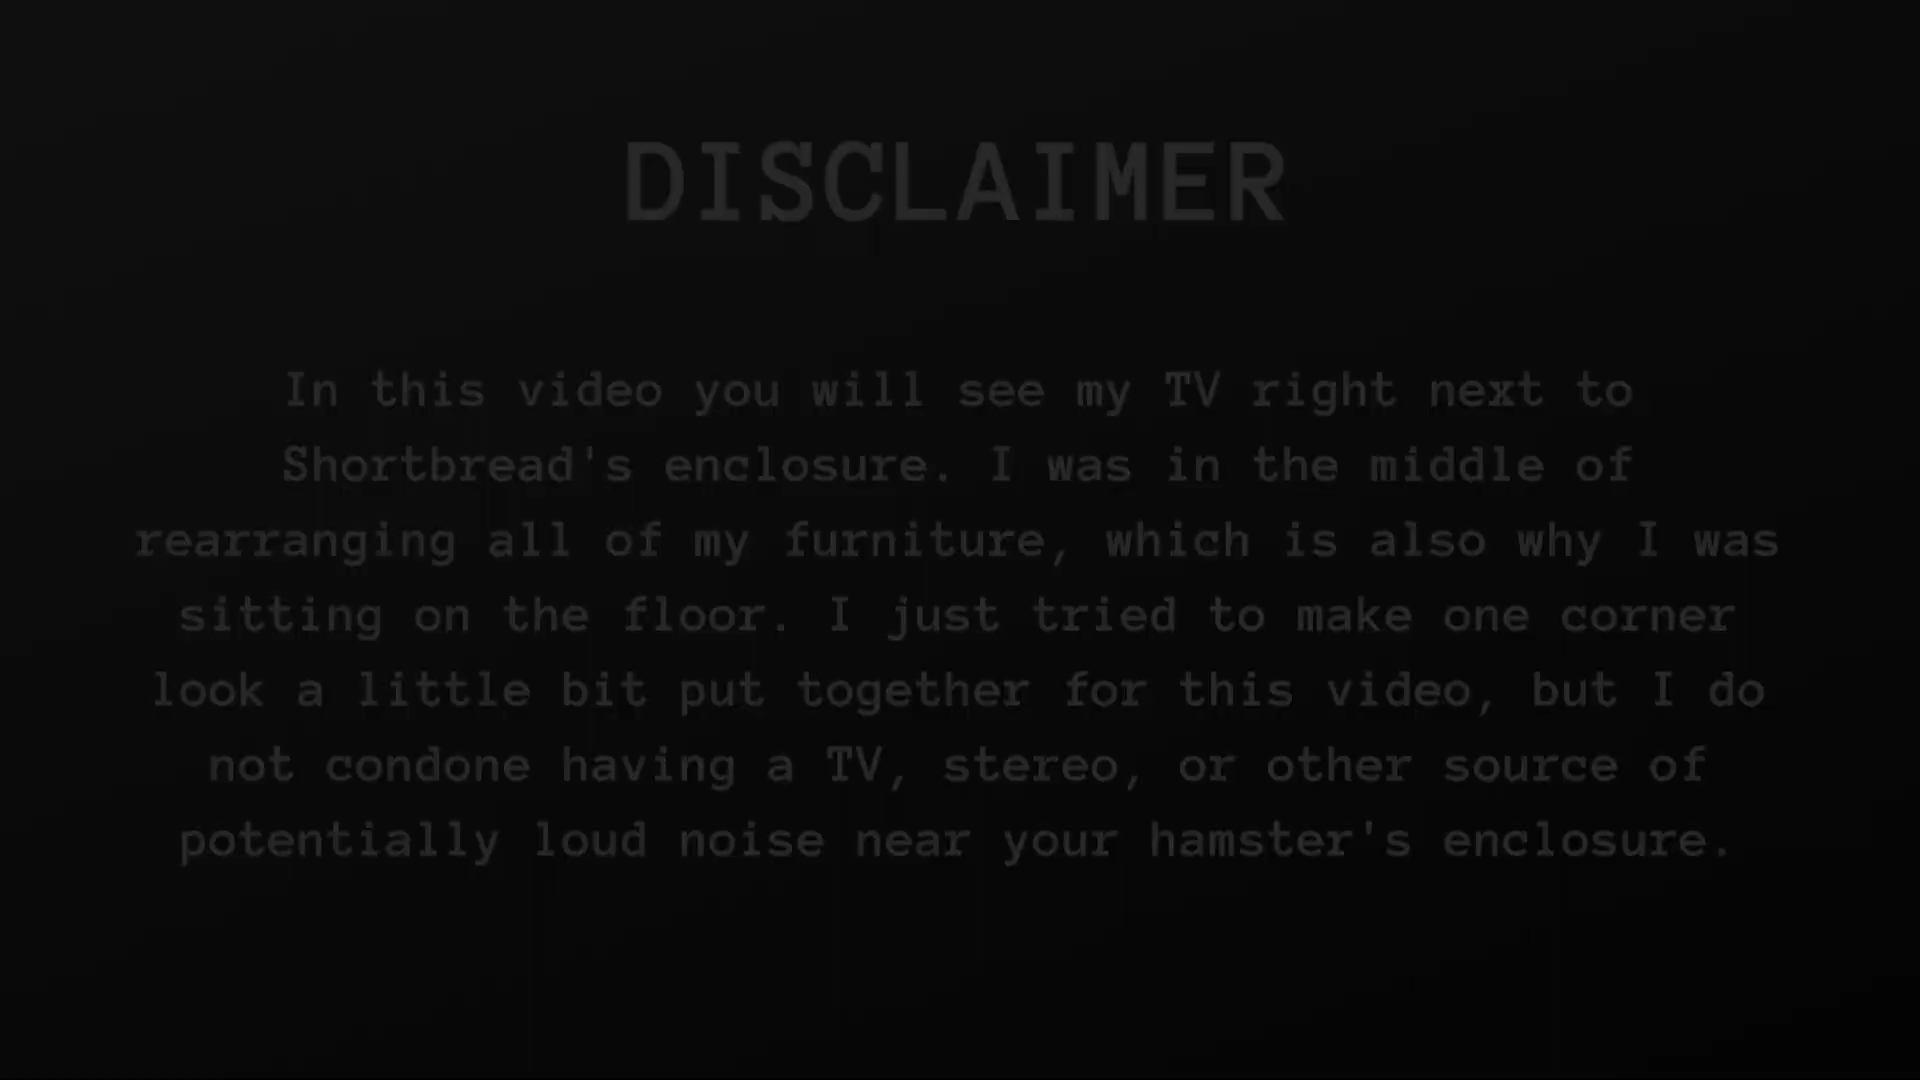 DISCLAIMER
In this video you will see my TV right next to
Shortbread's enclosure. I was in the middle of
rearranging all of my furniture, which is also why I was
sitting on the floor. I just tried to make one corner
look a little bit put together for this video, but I do
not condone having a TV, stereo, or other source of
potentially loud noise near your hamster's enclosure.